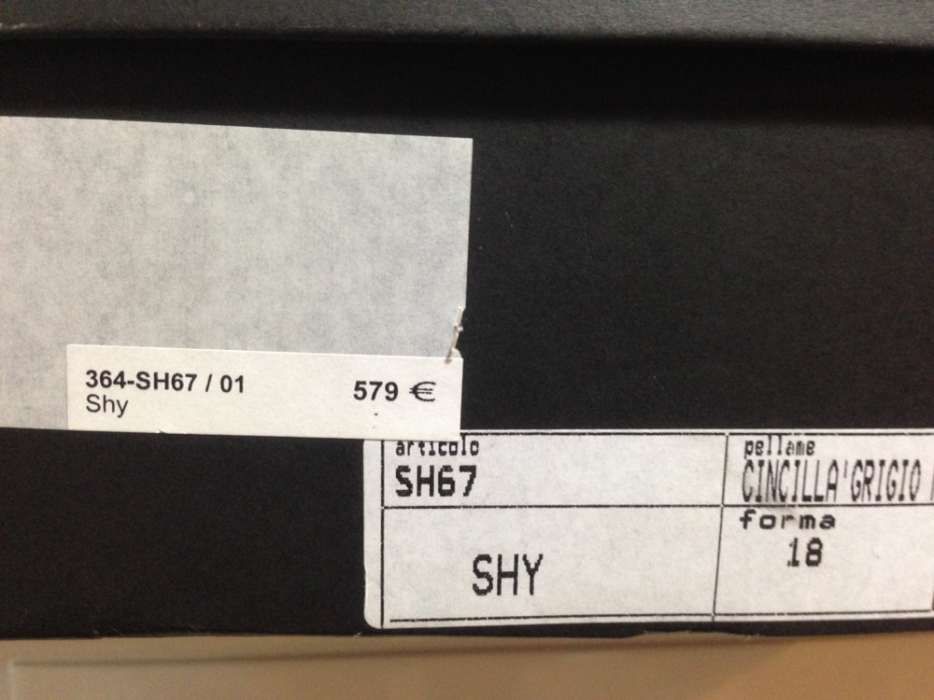 364-SH67 / 01 579 €
Shy
articolo
SH67
pellame
CINCILLA'GRIGIO
SHY
forma
18